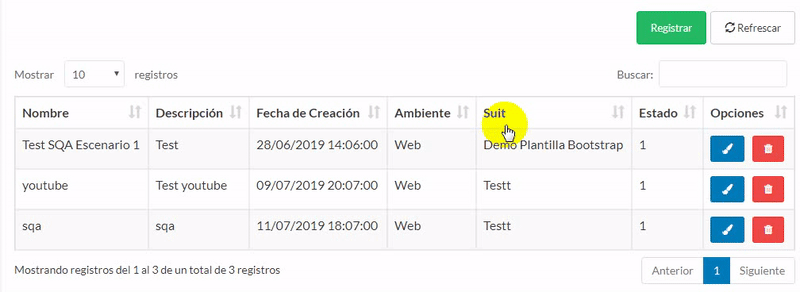 Registrar Refrescar
Mostrar 10 registros Buscar:
Nombre Descripción Fecha de Creación Ambiente Suit Estado Opciones
Test SQA Escenario 1 Test 28/06/2019 14:06:00 Web Demo Plantilla Bootstrap 1
youtube Test youtube 09/07/2019 20:07:00 Web Testt 1
sqa sqa 11/07/2019 18:07:00 Web Testt 1
Mostrando registros del 1 al 3 de un total de 3 registros Anterior 1 Siguiente